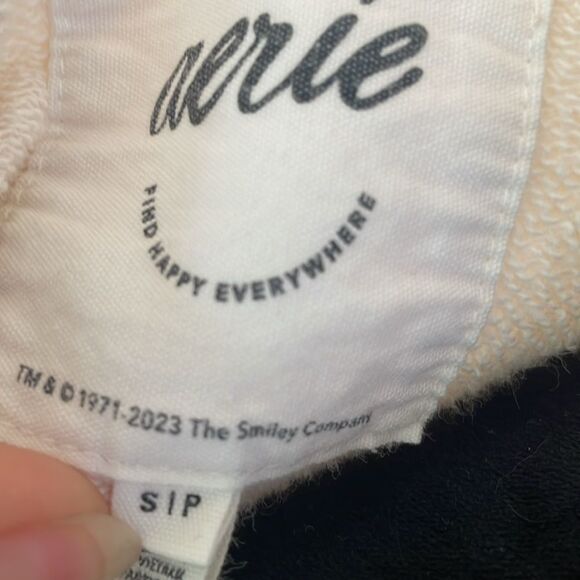 aerie
FIND HAPPY EVERYWHERE
TM & © 1971-2023 The Smiley Company
S|P